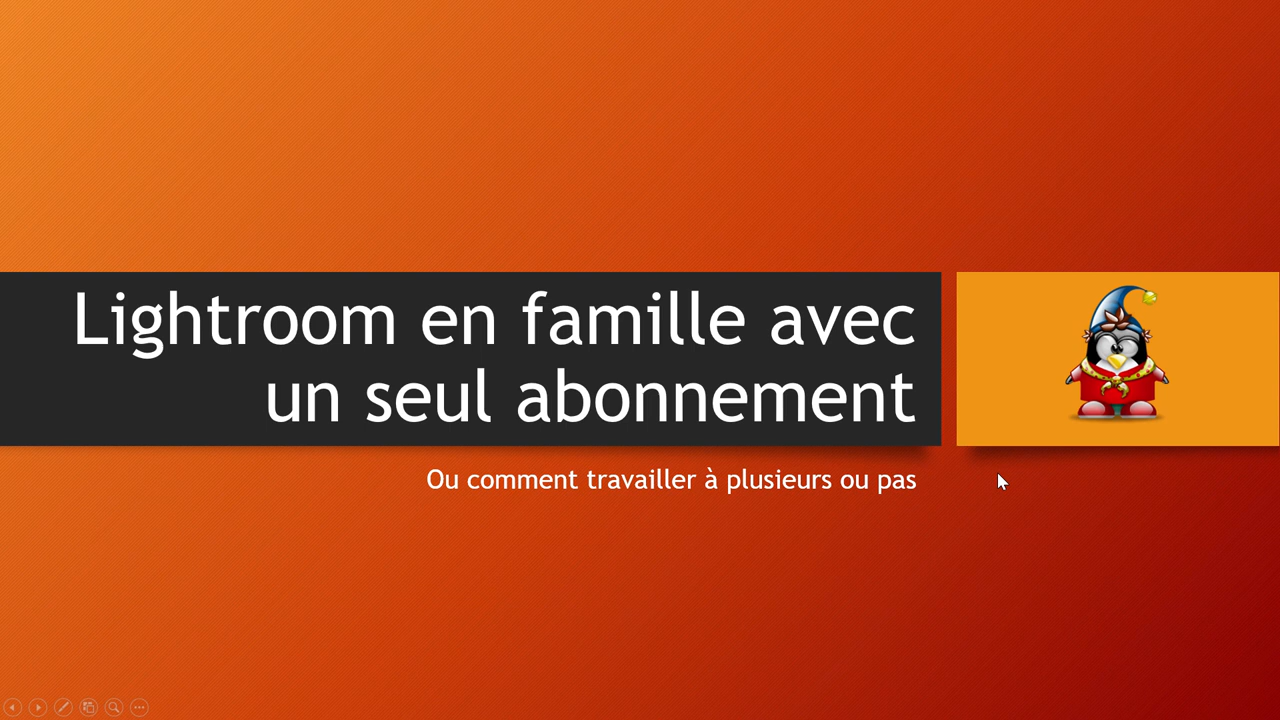 Lightroom en famille avec
un seul abonnement
Ou comment travailler à plusieurs ou pas